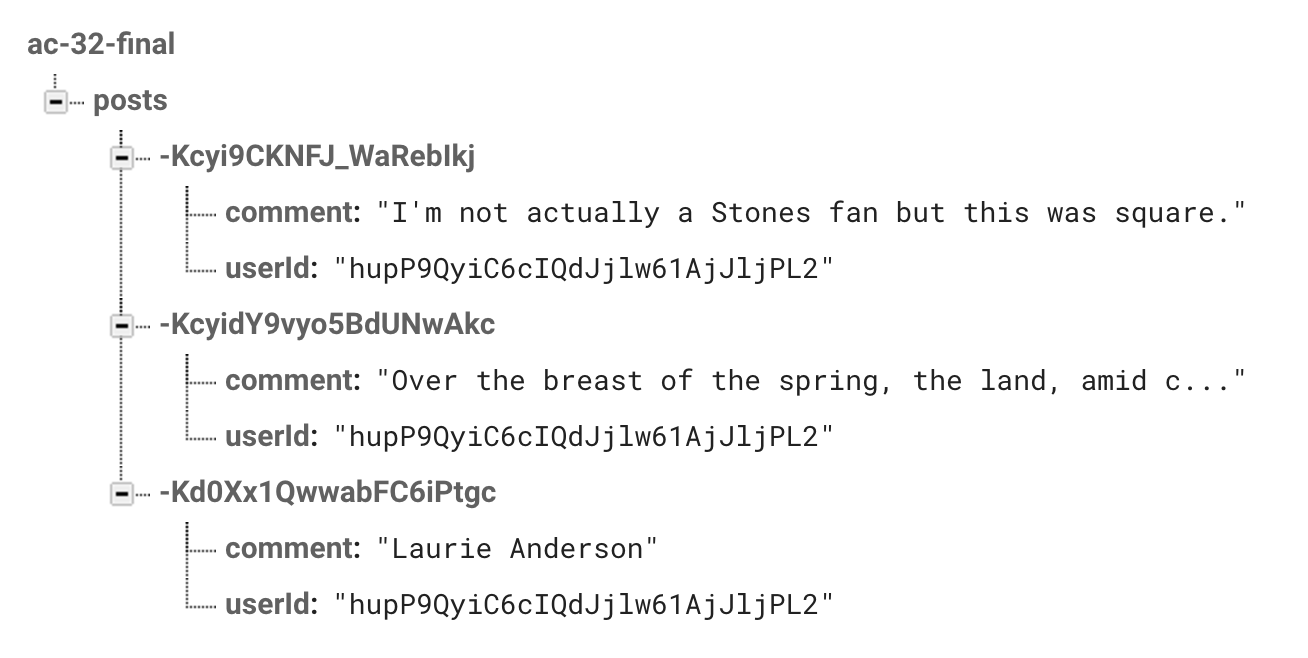 ac-32-final
posts
-Kcyi9CKNFJ_WaRebIkj
comment: "I'm not actually a Stones fan but this was square."
userId: "hupP9QyiC6cIQdJjlw61AjJljPL2"
-KcyidY9vyo5BdUNwAkc
comment: "Over the breast of the spring, the land, amid c..."
userId: "hupP9QyiC6cIQdJjlw61AjJljPL2"
-Kd0Xx1QwwabFC6iPtgc
comment: "Laurie Anderson"
userId: "hupP9QyiC6cIQdJjlw61AjJljPL2"